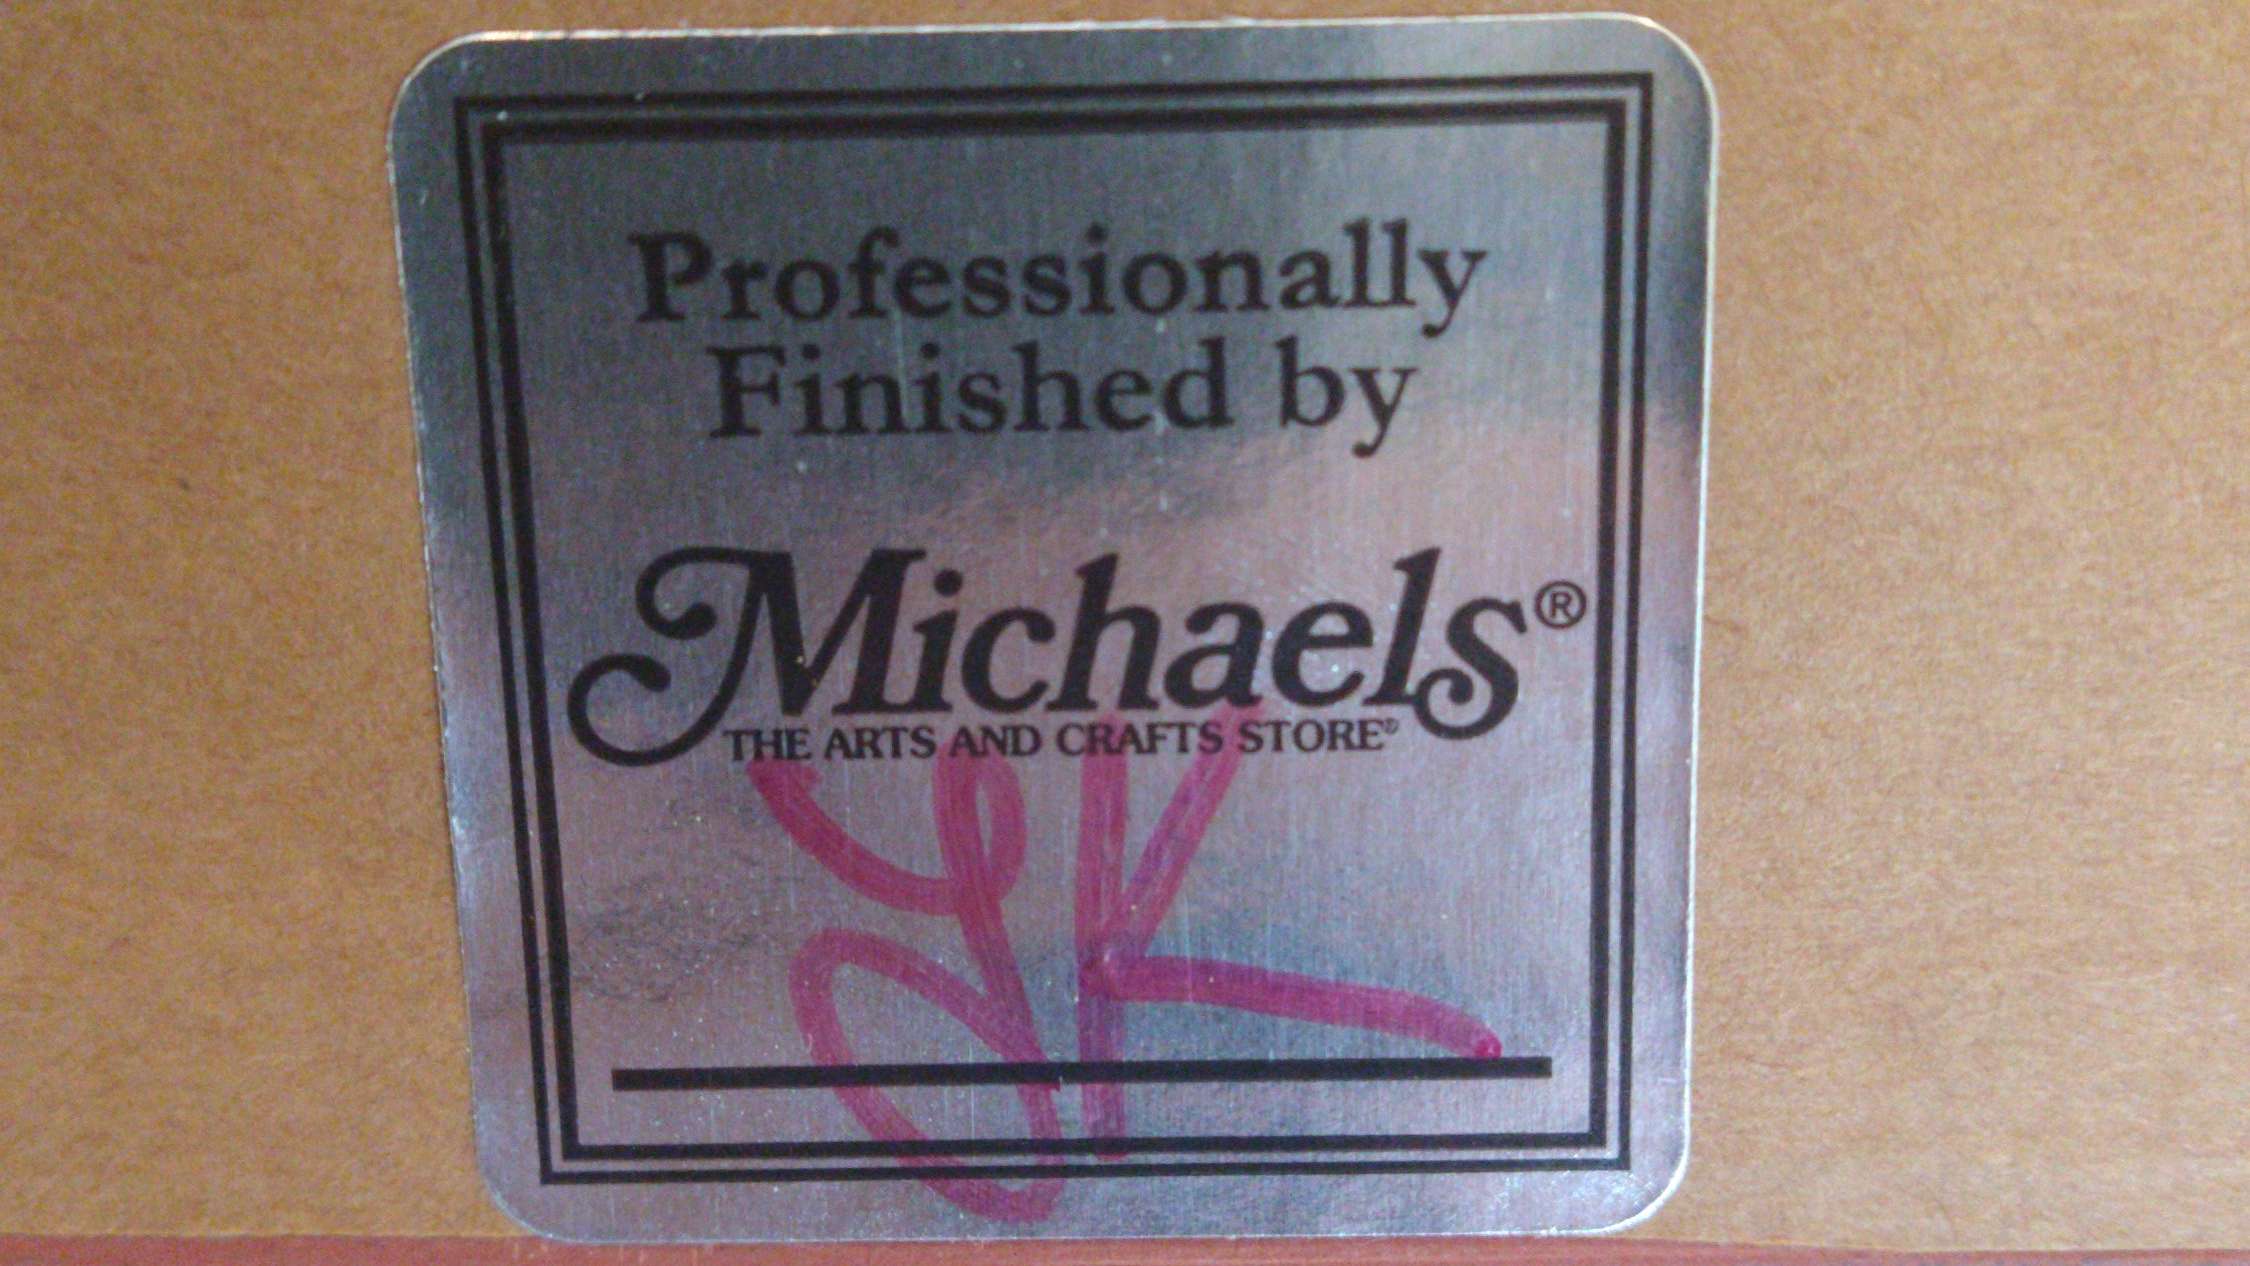 Professionally
Finished by
Michaels®
THE ARTS AND CRAFTS STORE®